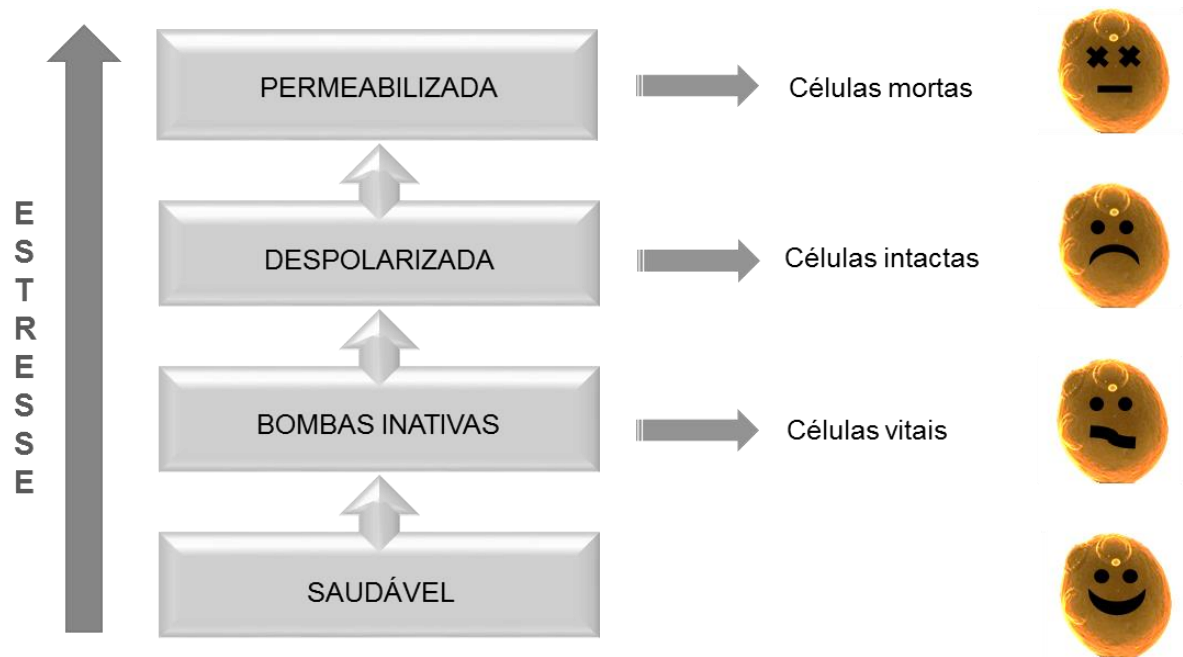 PERMEABILIZADA
Células mortas
DESPOLARIZADA
Células intactas
BOMBAS INATIVAS
Células vitais
SAUDÁVEL
ESTRESSE